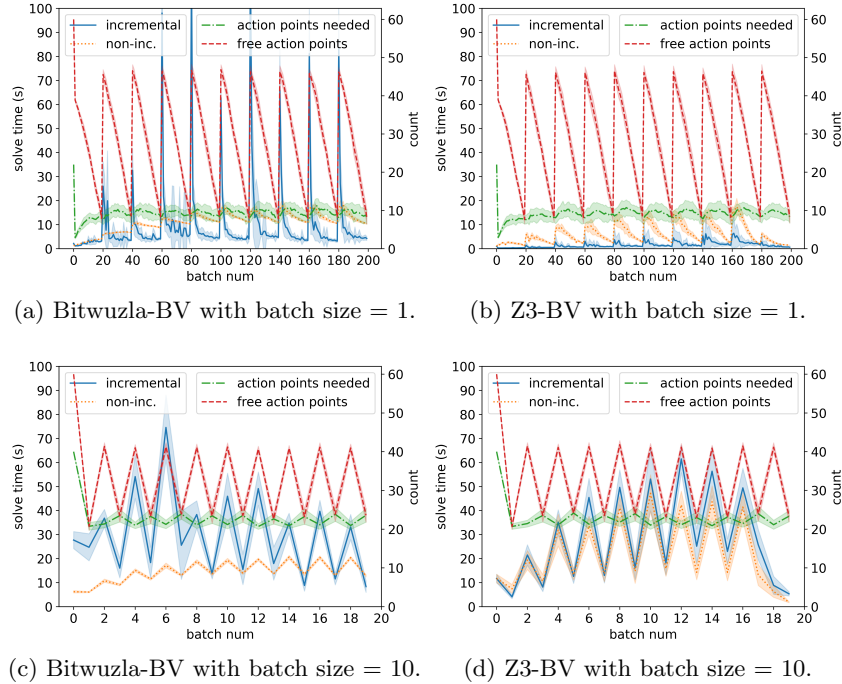 incremental
non-inc.
action points needed
free action points
solve time (s)
100
90
80
70
60
50
40
30
20
10
0
0 20 40 60 80 100 120 140 160 180 200
batch num
60
50
40
30
20
10
0
count
(a) Bitwuzla-BV with batch size = 1.
incremental
non-inc.
action points needed
free action points
solve time (s)
100
90
80
70
60
50
40
30
20
10
0
0 20 40 60 80 100 120 140 160 180 200
batch num
60
50
40
30
20
10
0
count
(b) Z3-BV with batch size = 1.
incremental
non-inc.
action points needed
free action points
solve time (s)
100
90
80
70
60
50
40
30
20
10
0
0 2 4 6 8 10 12 14 16 18 20
batch num
60
50
40
30
20
10
0
count
(c) Bitwuzla-BV with batch size = 10.
incremental
non-inc.
action points needed
free action points
solve time (s)
100
90
80
70
60
50
40
30
20
10
0
0 2 4 6 8 10 12 14 16 18 20
batch num
60
50
40
30
20
10
0
count
(d) Z3-BV with batch size = 10.